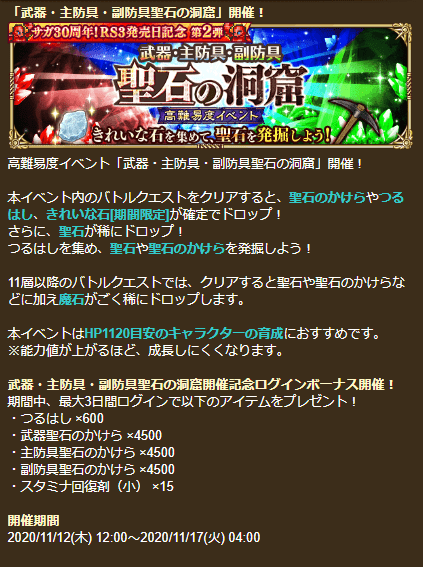 「武器・主防具・副防具聖石の洞窟」開催！
サガ30周年！RS3発売日記念 第2弾
武器・主防具・副防具
聖石の洞窟
高難易度イベント
きれいな石を集めて、聖石を発掘しよう！
高難易度イベント「武器・主防具・副防具聖石の洞窟」開催！
本イベント内のバトルクエストをクリアすると、聖石のかけらやつる
はし、きれいな石[期間限定]が確定でドロップ！
さらに、聖石が稀にドロップ！
つるはしを集め、聖石や聖石のかけらを発掘しよう！
11層以降のバトルクエストでは、クリアすると聖石や聖石のかけらな
どに加え魔石がごく稀にドロップします。
本イベントはHP1120目安のキャラクターの育成におすすめです。
※能力値が上がるほど、成長しにくくなります。
武器・主防具・副防具聖石の洞窟開催記念ログインボーナス開催！
期間中、最大3日間ログインで以下のアイテムをプレゼント！
・つるはし ×600
・武器聖石のかけら ×4500
・主防具聖石のかけら ×4500
・副防具聖石のかけら ×4500
・スタミナ回復剤（小） ×15
開催期間
2020/11/12(木) 12:00～2020/11/17(火) 04:00